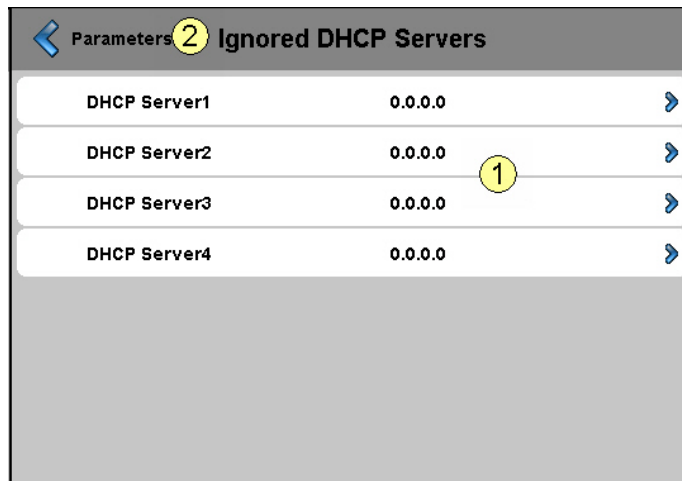 Parameters 2 Ignored DHCP Servers
DHCP Server1 0.0.0.0
DHCP Server2 0.0.0.0
1
DHCP Server3 0.0.0.0
DHCP Server4 0.0.0.0